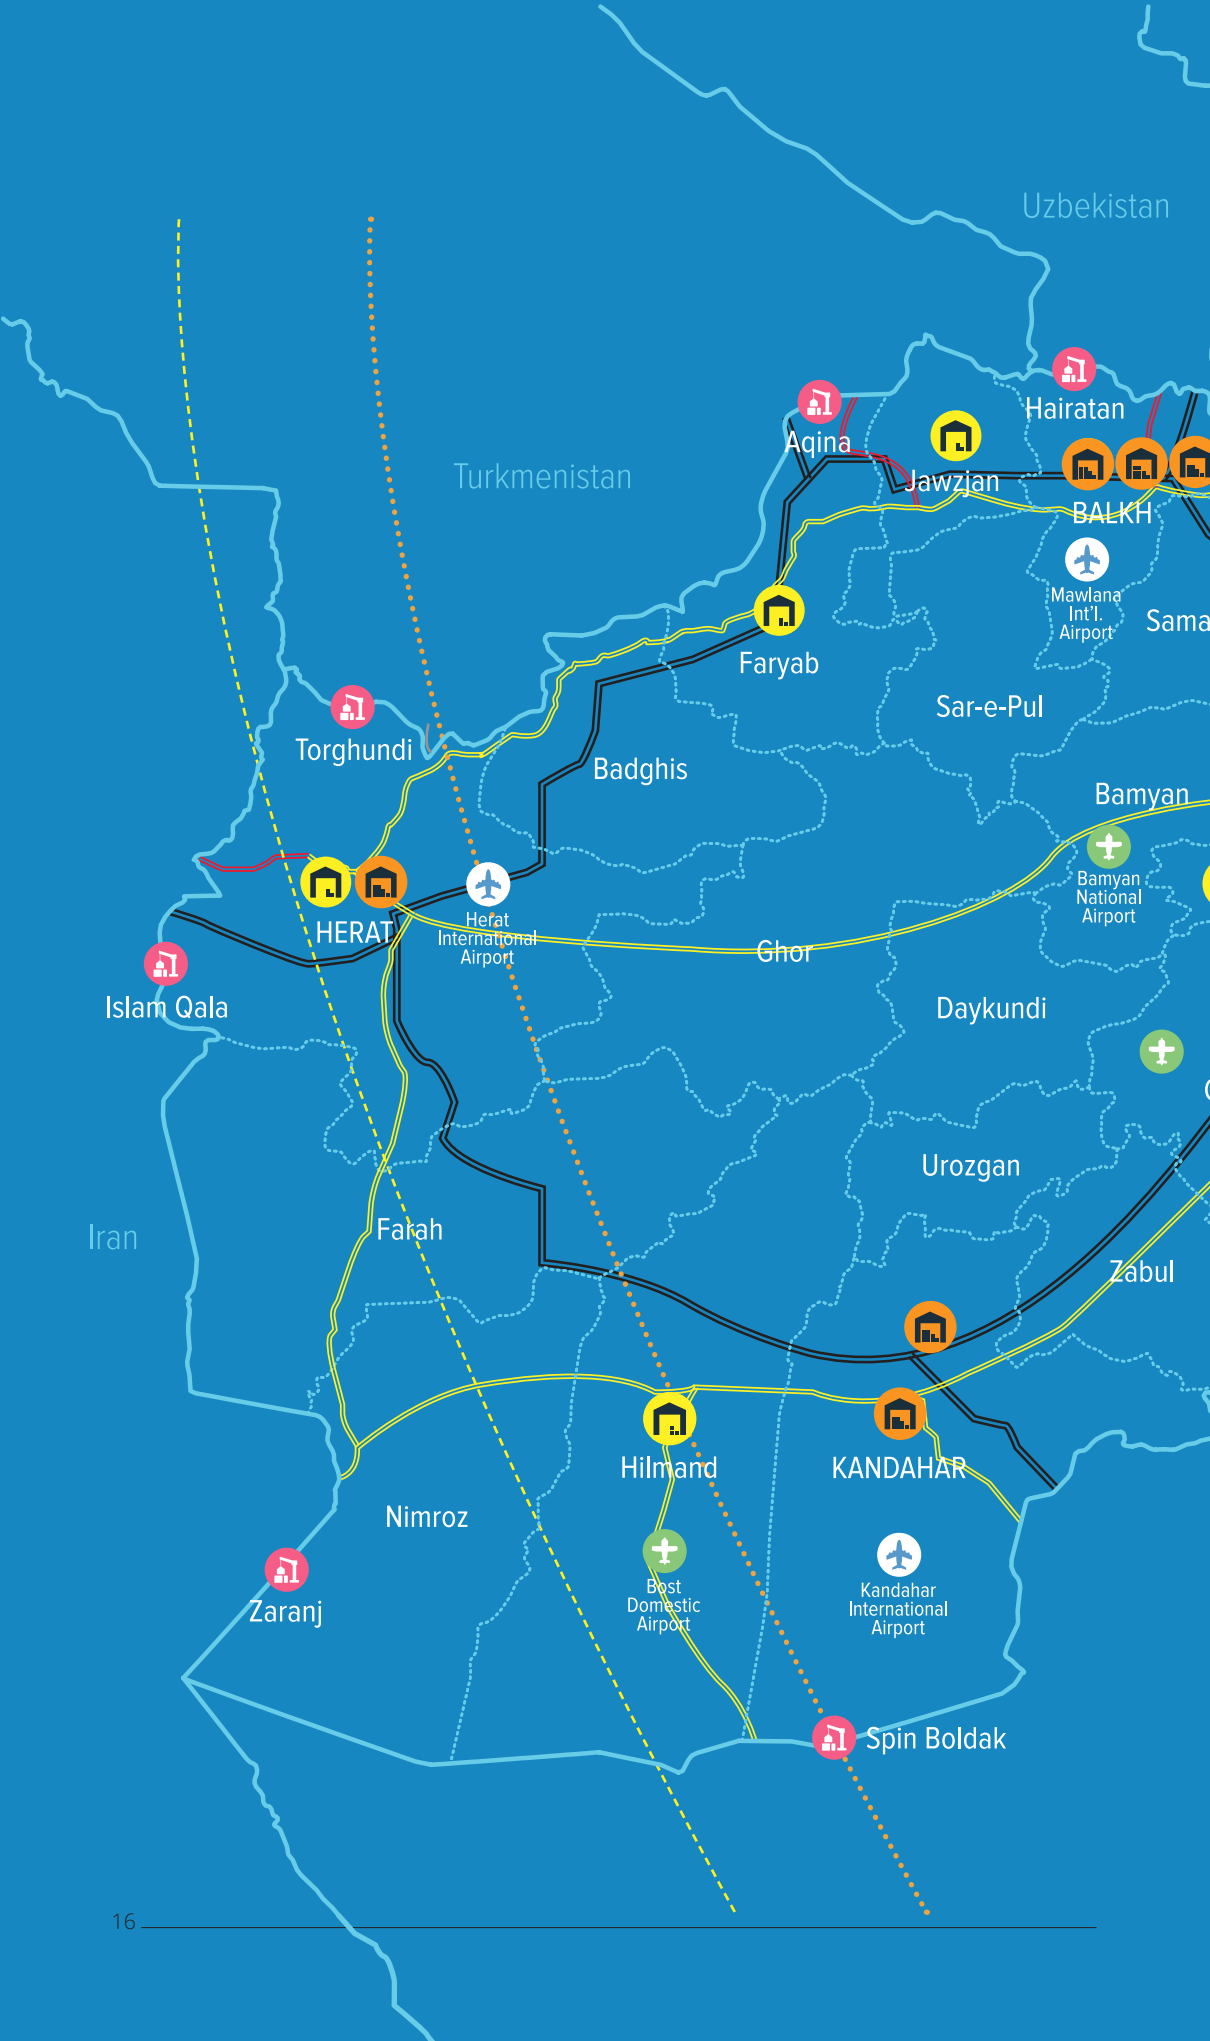 Uzbekistan
Hairatan
Aqina
Turkmenistan
Jawzjan
BALKH
Mawlana
Int'l.
Airport
Sama
Faryab
Sar-e-Pul
Torghundi
Badghis
Bamyan
Bamyan
National
Airport
HERAT
Herat
International
Airport
Ghor
Islam Qala
Daykundi
Urozgan
Iran
Farah
Zabul
Hilmand
KANDAHAR
Nimroz
Bost
Domestic
Airport
Kandahar
International
Airport
Zaranj
Spin Boldak
16